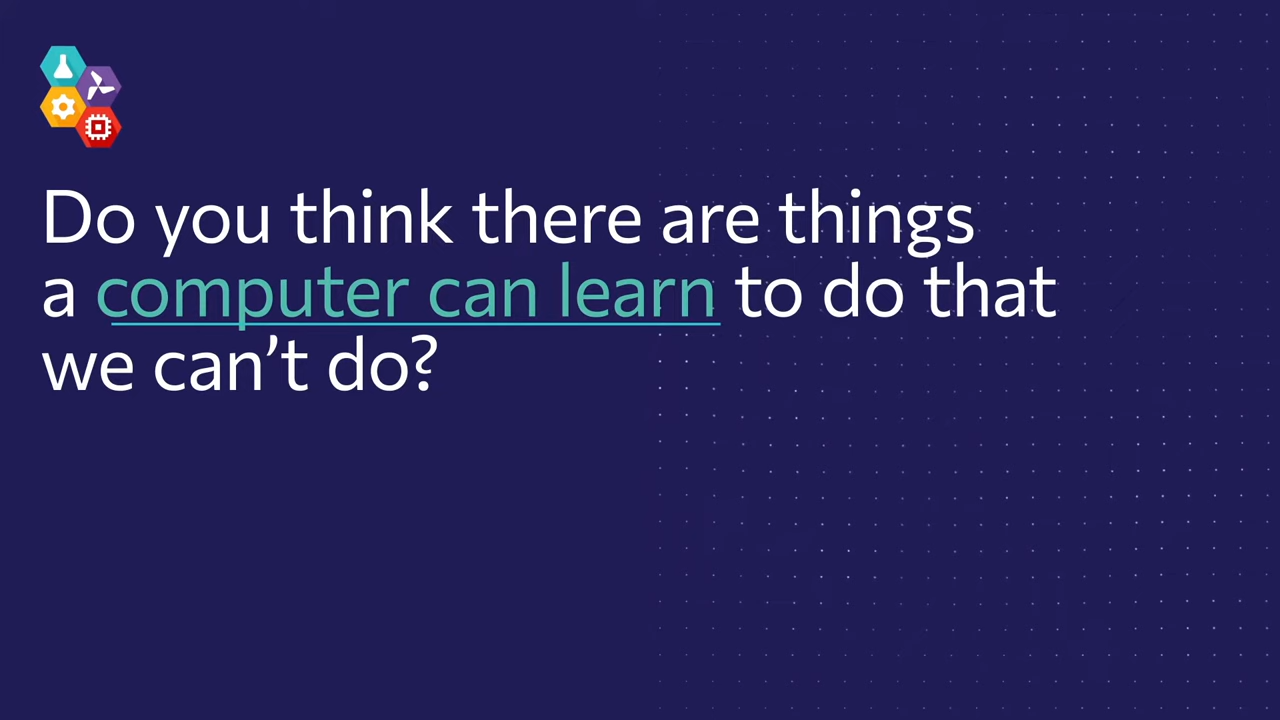 Do you think there are things
a computer can learn to do that
we can’t do?